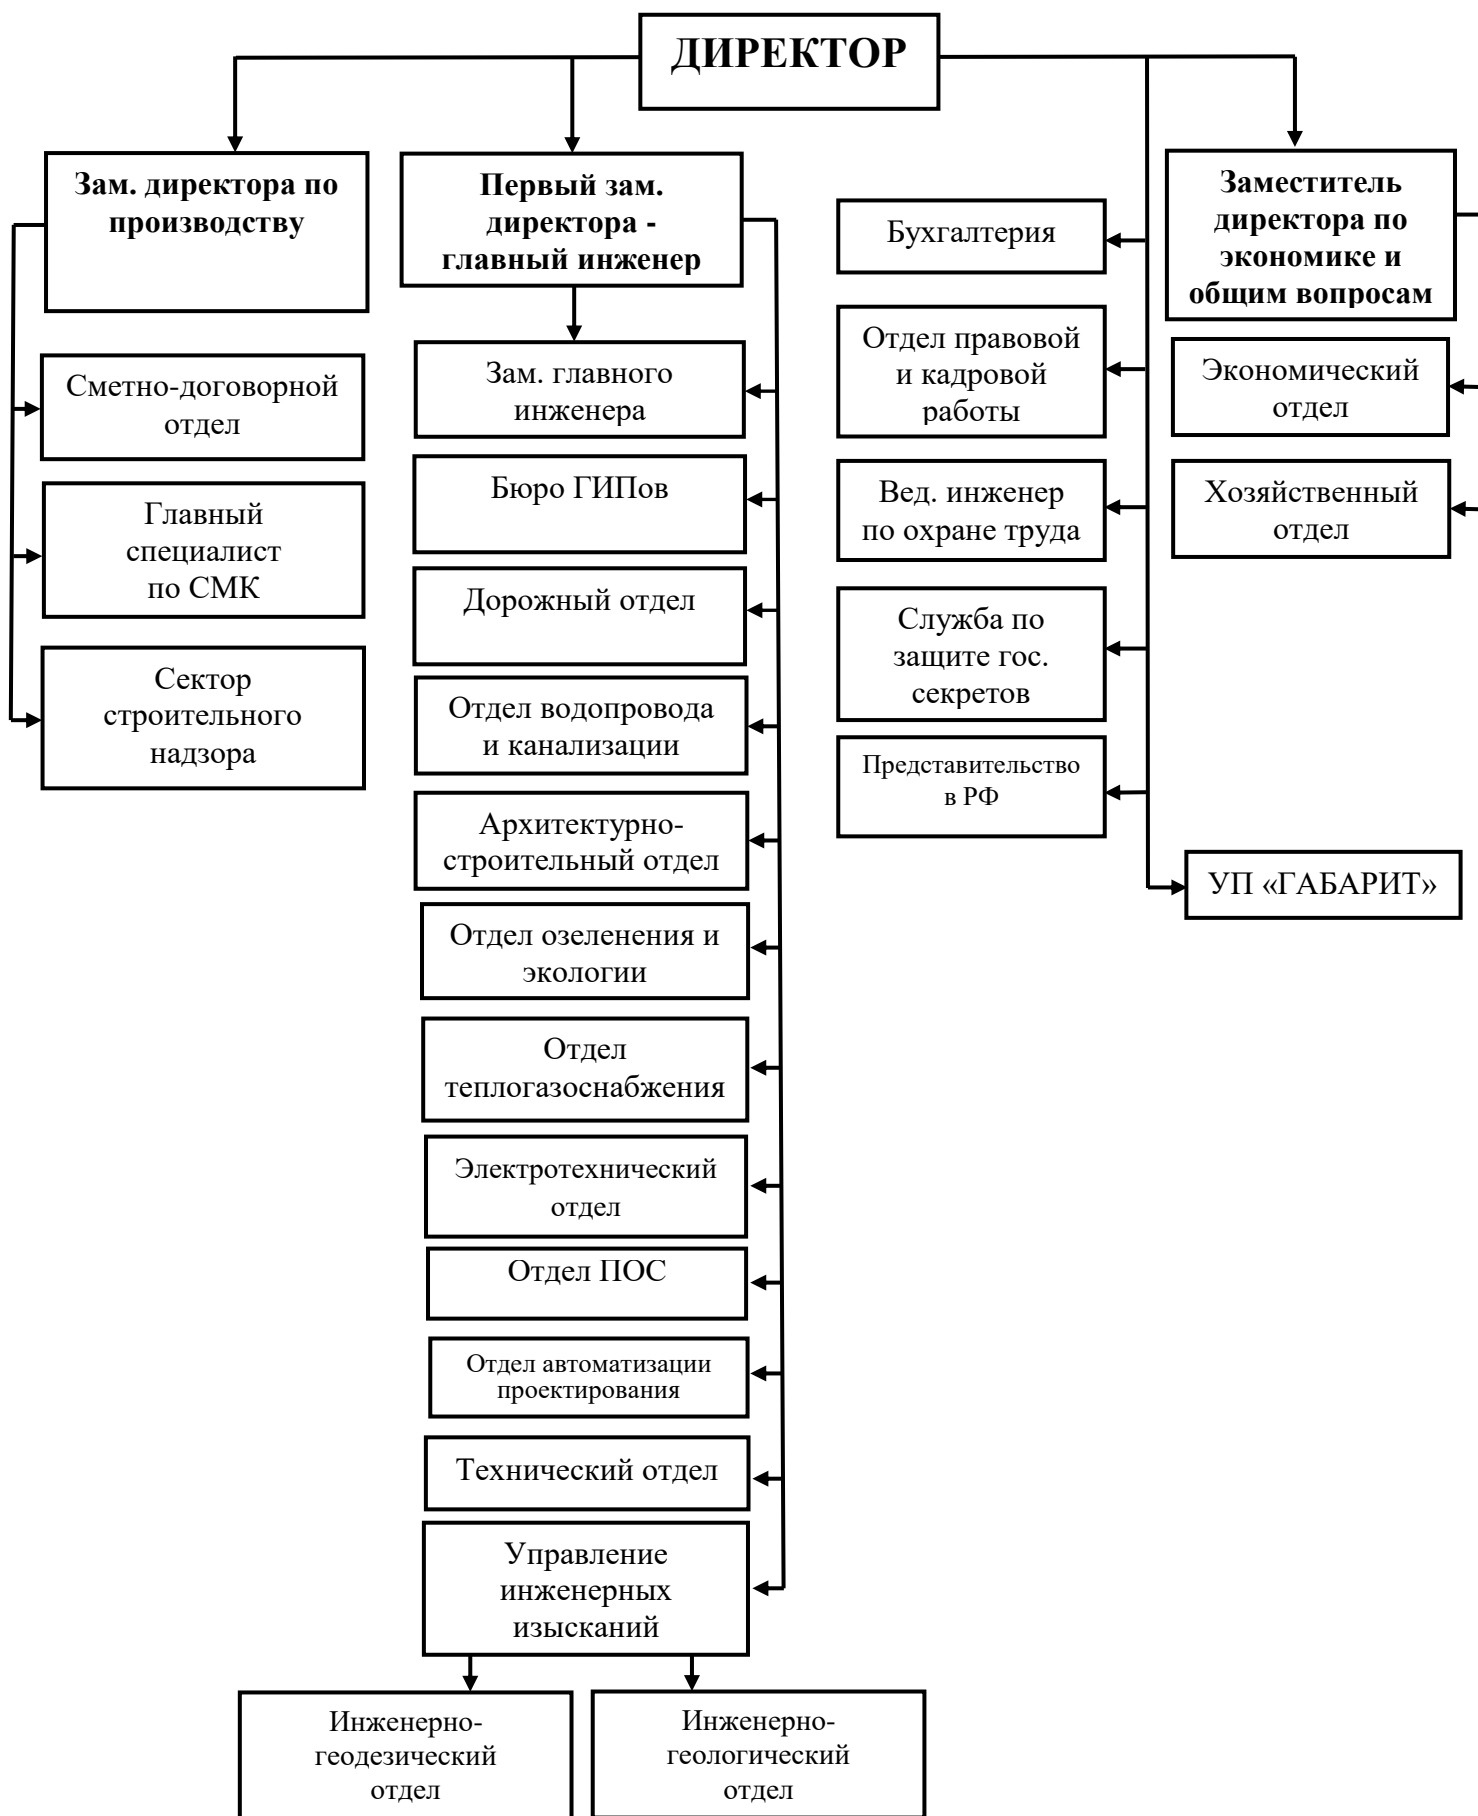 ДИРЕКТОР
Зам. директора по
производству
Сметно-договорной
отдел
Главный
специалист
по СМК
Сектор
строительного
надзора
Первый зам.
директора -
главный инженер
Зам. главного
инженера
Бюро ГИПов
Дорожный отдел
Отдел водопровода
и канализации
Архитектурно-
строительный отдел
Отдел озеленения и
экологии
Отдел
теплогазоснабжения
Электротехнический
отдел
Отдел ПОС
Отдел автоматизации
проектирования
Технический отдел
Управление
инженерных
изысканий
Инженерно-
геодезический
отдел
Инженерно-
геологический
отдел
Бухгалтерия
Отдел правовой
и кадровой
работы
Вед. инженер
по охране труда
Служба по
защите гос.
секретов
Представительство
в РФ
УП «ГАБАРИТ»
Заместитель
директора по
экономике и
общим вопросам
Экономический
отдел
Хозяйственный
отдел